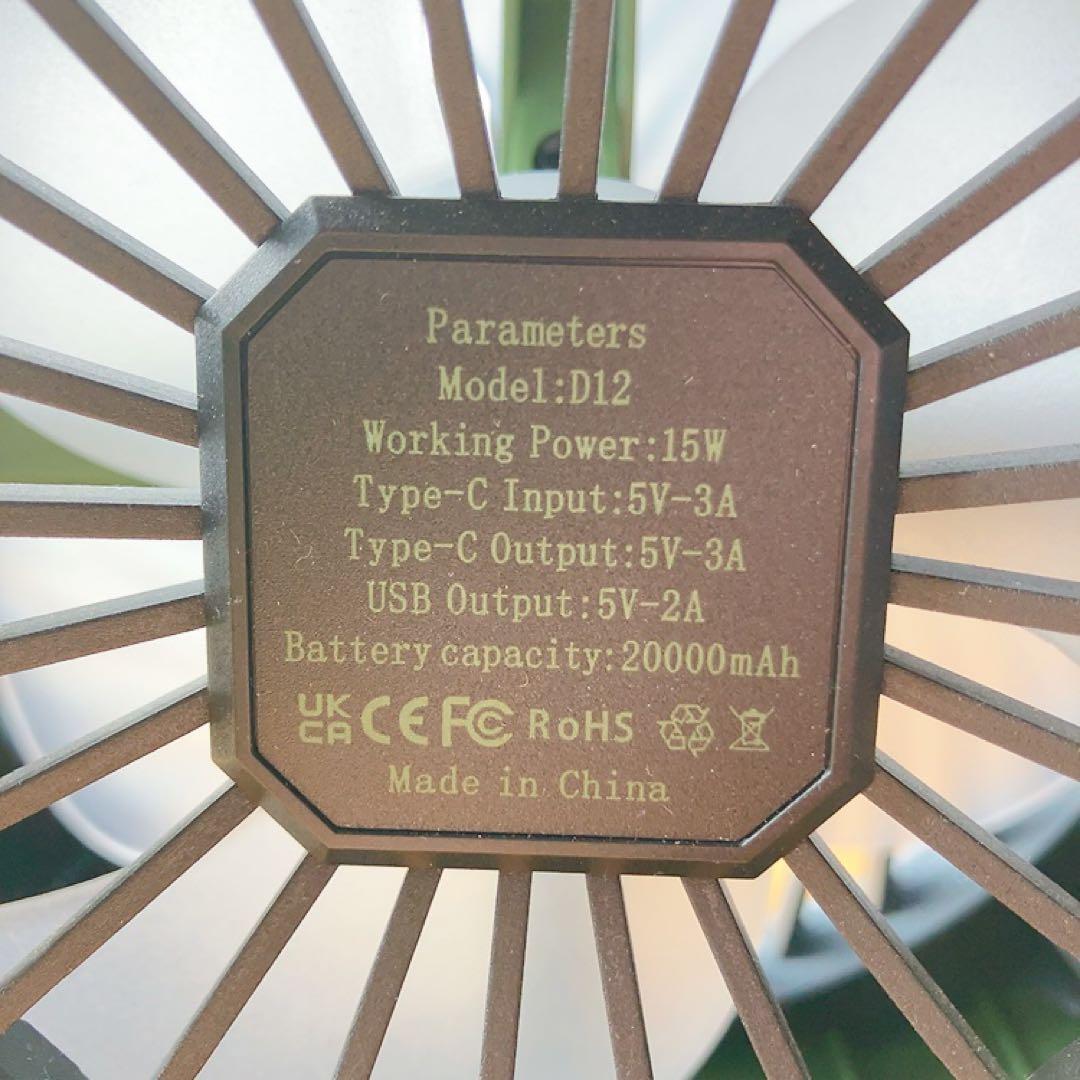 Parameters
Model:D12
Working Power:15W
Type-C Input:5V-3A
Type-C Output:5V-3A
USB Output:5V-2A
Battery capacity:20000mAh
UK
CA CE FC RoHS
Made in China